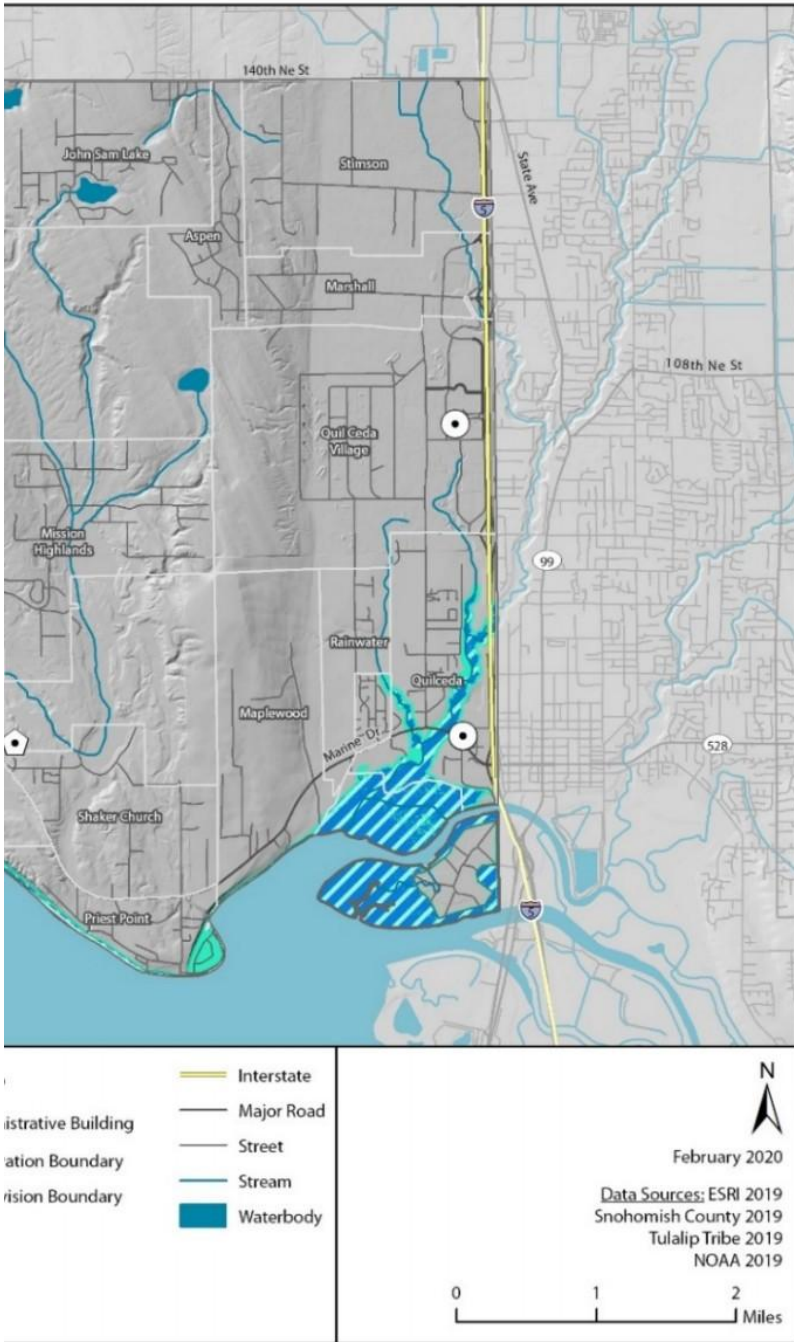 140th Ne St
John Sam Lake
Stimson
State Ave
5
Aspen
Marshall
108th Ne St
Quil Ceda
Village
Mission
Highlands
99
Rainwater
Quilceda
Maplewood
Marine Dr
528
Shaker Church
Priest Point
5
Interstate
nistrative Building
Major Road
Street
ration Boundary
Stream
vision Boundary
Waterbody
N
February 2020
Data Sources: ESRI 2019
Snohomish County 2019
Tulalip Tribe 2019
NOAA 2019
0 1 2
Miles